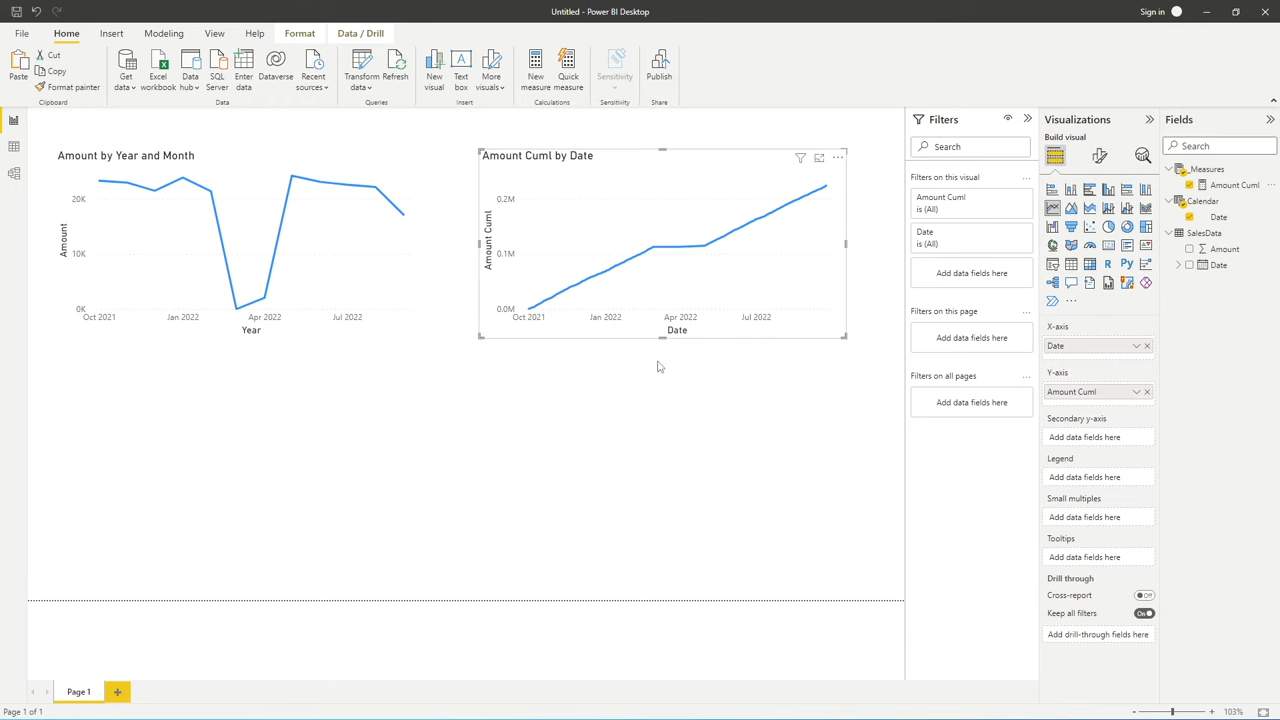 Untitled - Power BI Desktop
Sign in
File Home Insert Modeling View Help Format Data / Drill
Paste
Cut
Copy
Format painter
Clipboard
Get data
Excel workbook
Data hub
SQL Server
Enter data
Dataverse
Recent sources
Data
Transform data
Refresh
Queries
New visual
Text box
More visuals
Insert
New measure
Quick measure
Calculations
Sensitivity
Sensitivity
Publish
Share
Amount by Year and Month
20K
10K
0K
Amount
Oct 2021 Jan 2022 Apr 2022 Jul 2022
Year
Amount Cuml by Date
0.2M
0.1M
0.0M
Amount Cuml
Oct 2021 Jan 2022 Apr 2022 Jul 2022
Date
Filters
Search
Filters on this visual
Amount Cuml
is (All)
Date
is (All)
Add data fields here
Filters on this page
Add data fields here
Filters on all pages
Add data fields here
Visualizations
Build visual
R Py
X-axis
Date
Y-axis
Amount Cuml
Secondary y-axis
Add data fields here
Legend
Add data fields here
Small multiples
Add data fields here
Tooltips
Add data fields here
Drill through
Cross-report Off
Keep all filters On
Add drill-through fields here
Fields
Search
_Measures
Amount Cuml
Calendar
Date
SalesData
Amount
Date
Page 1
Page 1 of 1
103%